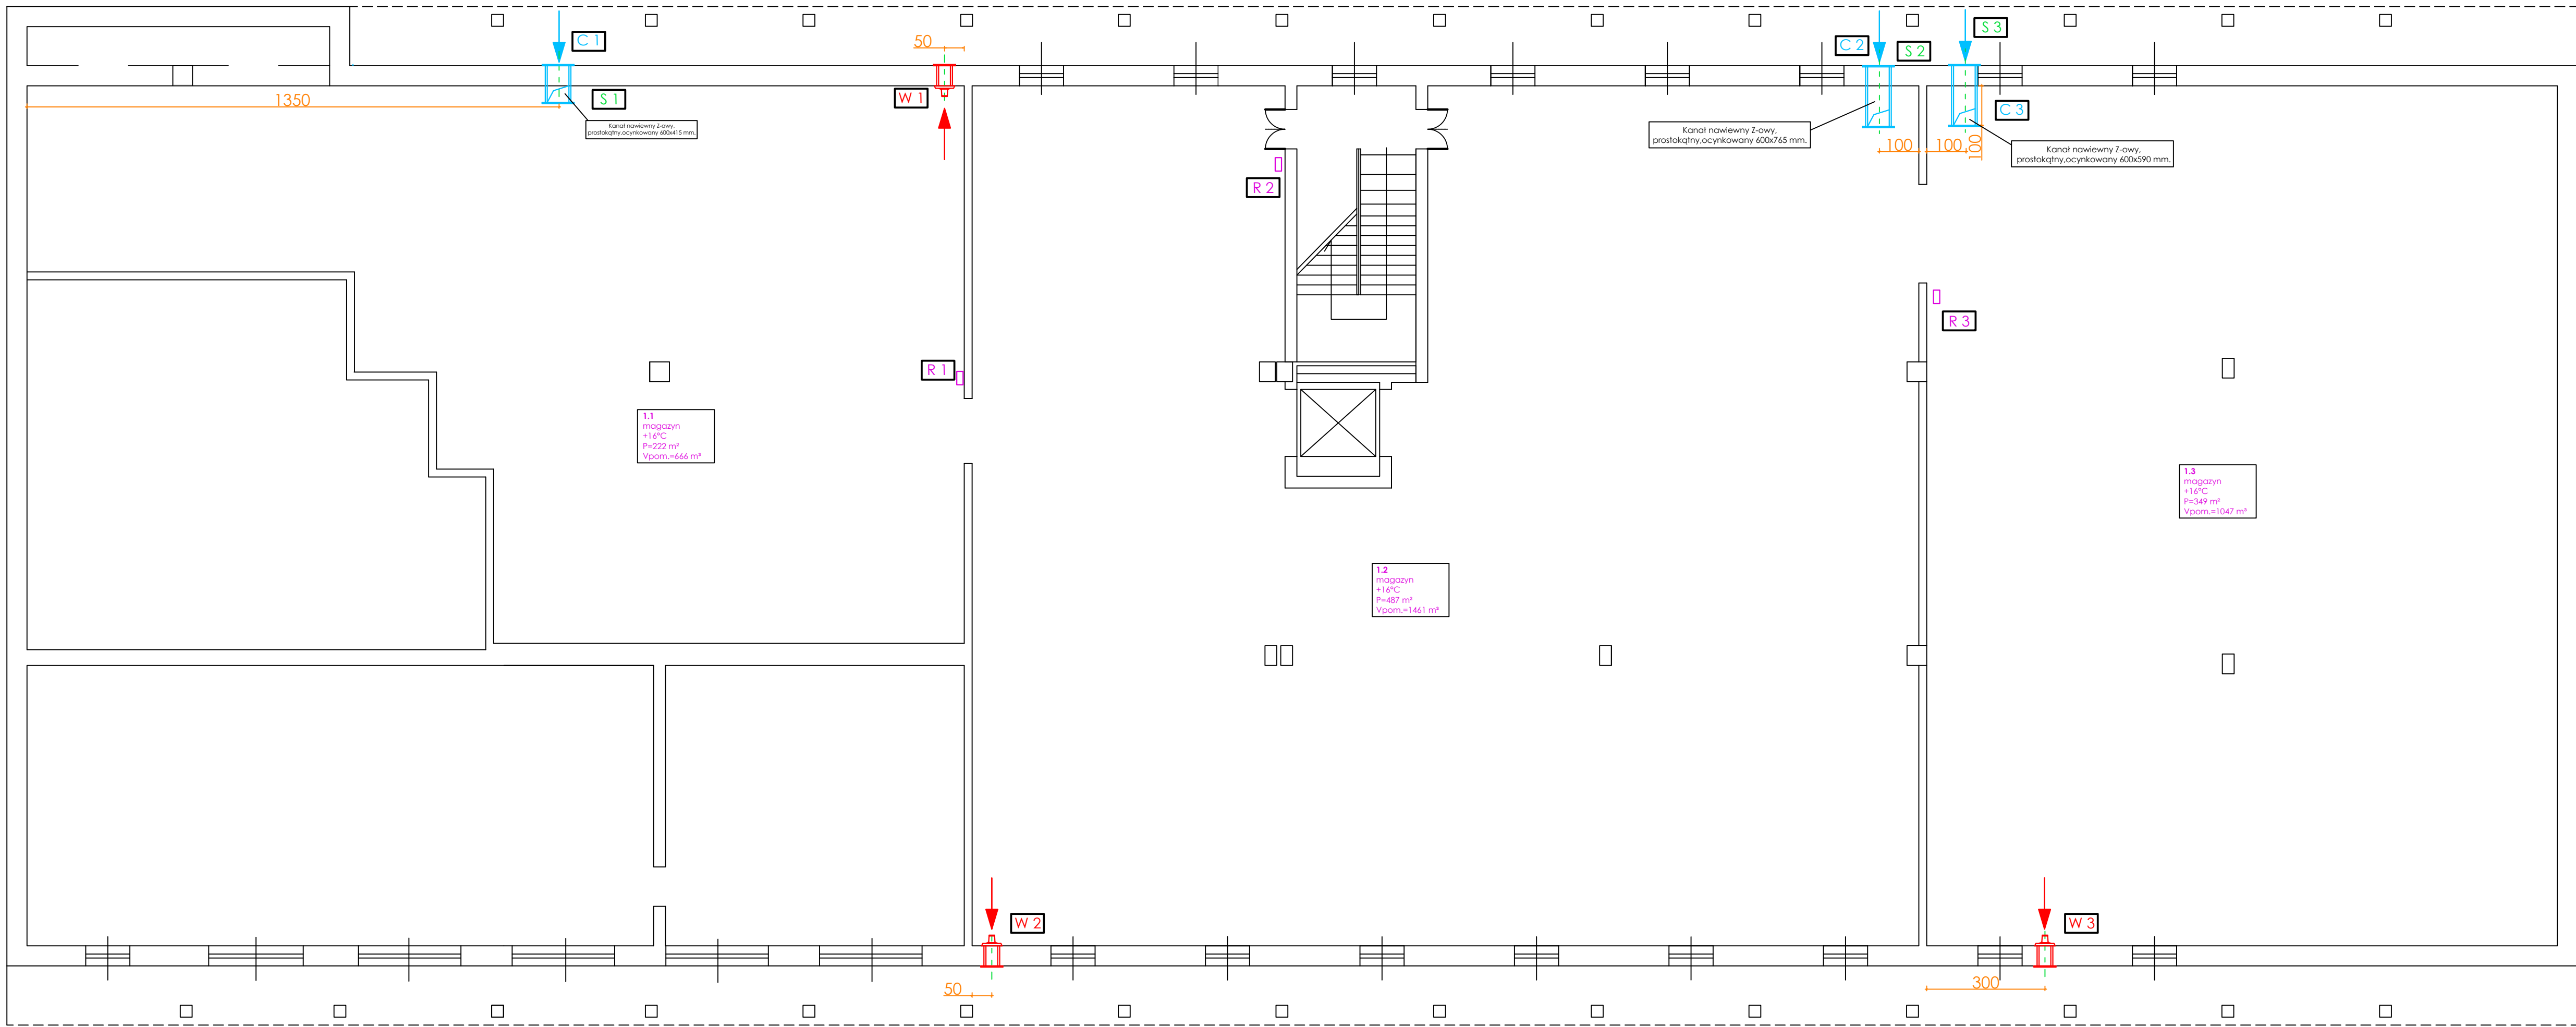 C 1
50
C 2
S 2
S 3
1350
S 1
W 1
C 3
Kanał nawiewny Z-owy,
prostokątny,ocynkowany 600x415 mm.
Kanał nawiewny Z-owy,
prostokątny,ocynkowany 600x765 mm.
100
100
100
Kanał nawiewny Z-owy,
prostokątny,ocynkowany 600x590 mm.
R 2
R 3
R 1
1.1
magazyn
+16°C
P=222 m²
Vpom.=666 m³
1.3
magazyn
+16°C
P=349 m²
Vpom.=1047 m³
1.2
magazyn
+16°C
P=487 m²
Vpom.=1461 m³
W 2
W 3
50
300